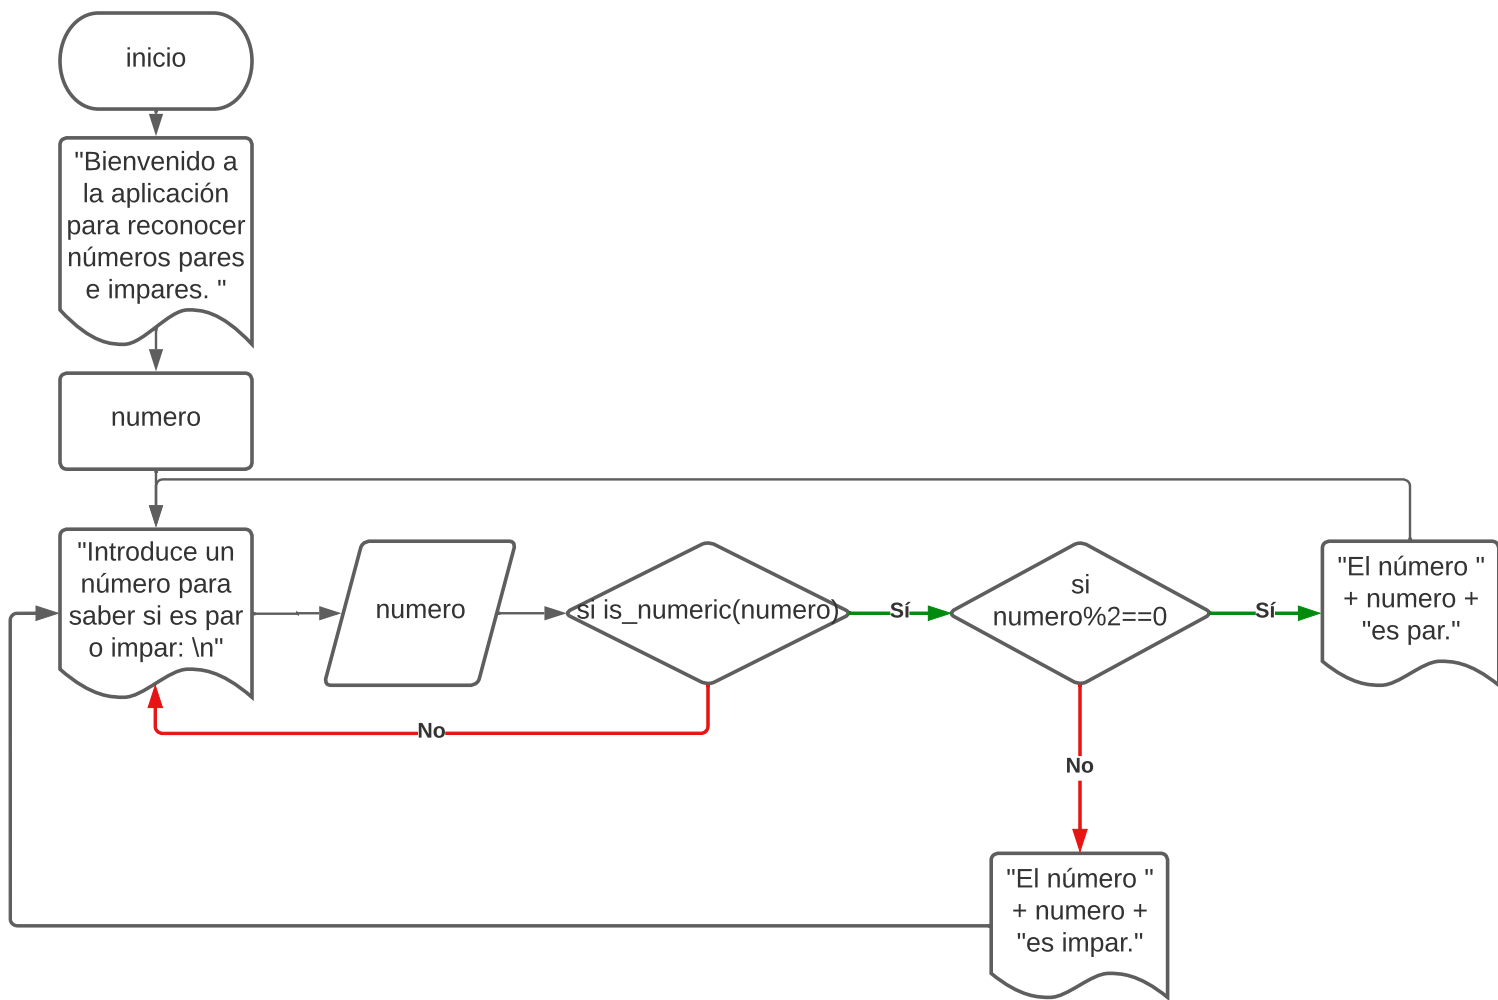 inicio
"Bienvenido a
la aplicación
para reconocer
números pares
e impares. "
numero
"Introduce un
número para
saber si es par
o impar: \n"
numero
si is_numeric(numero)
Sí
si
numero%2==0
Sí
"El número "
+ numero +
"es par."
No
No
"El número "
+ numero +
"es impar."